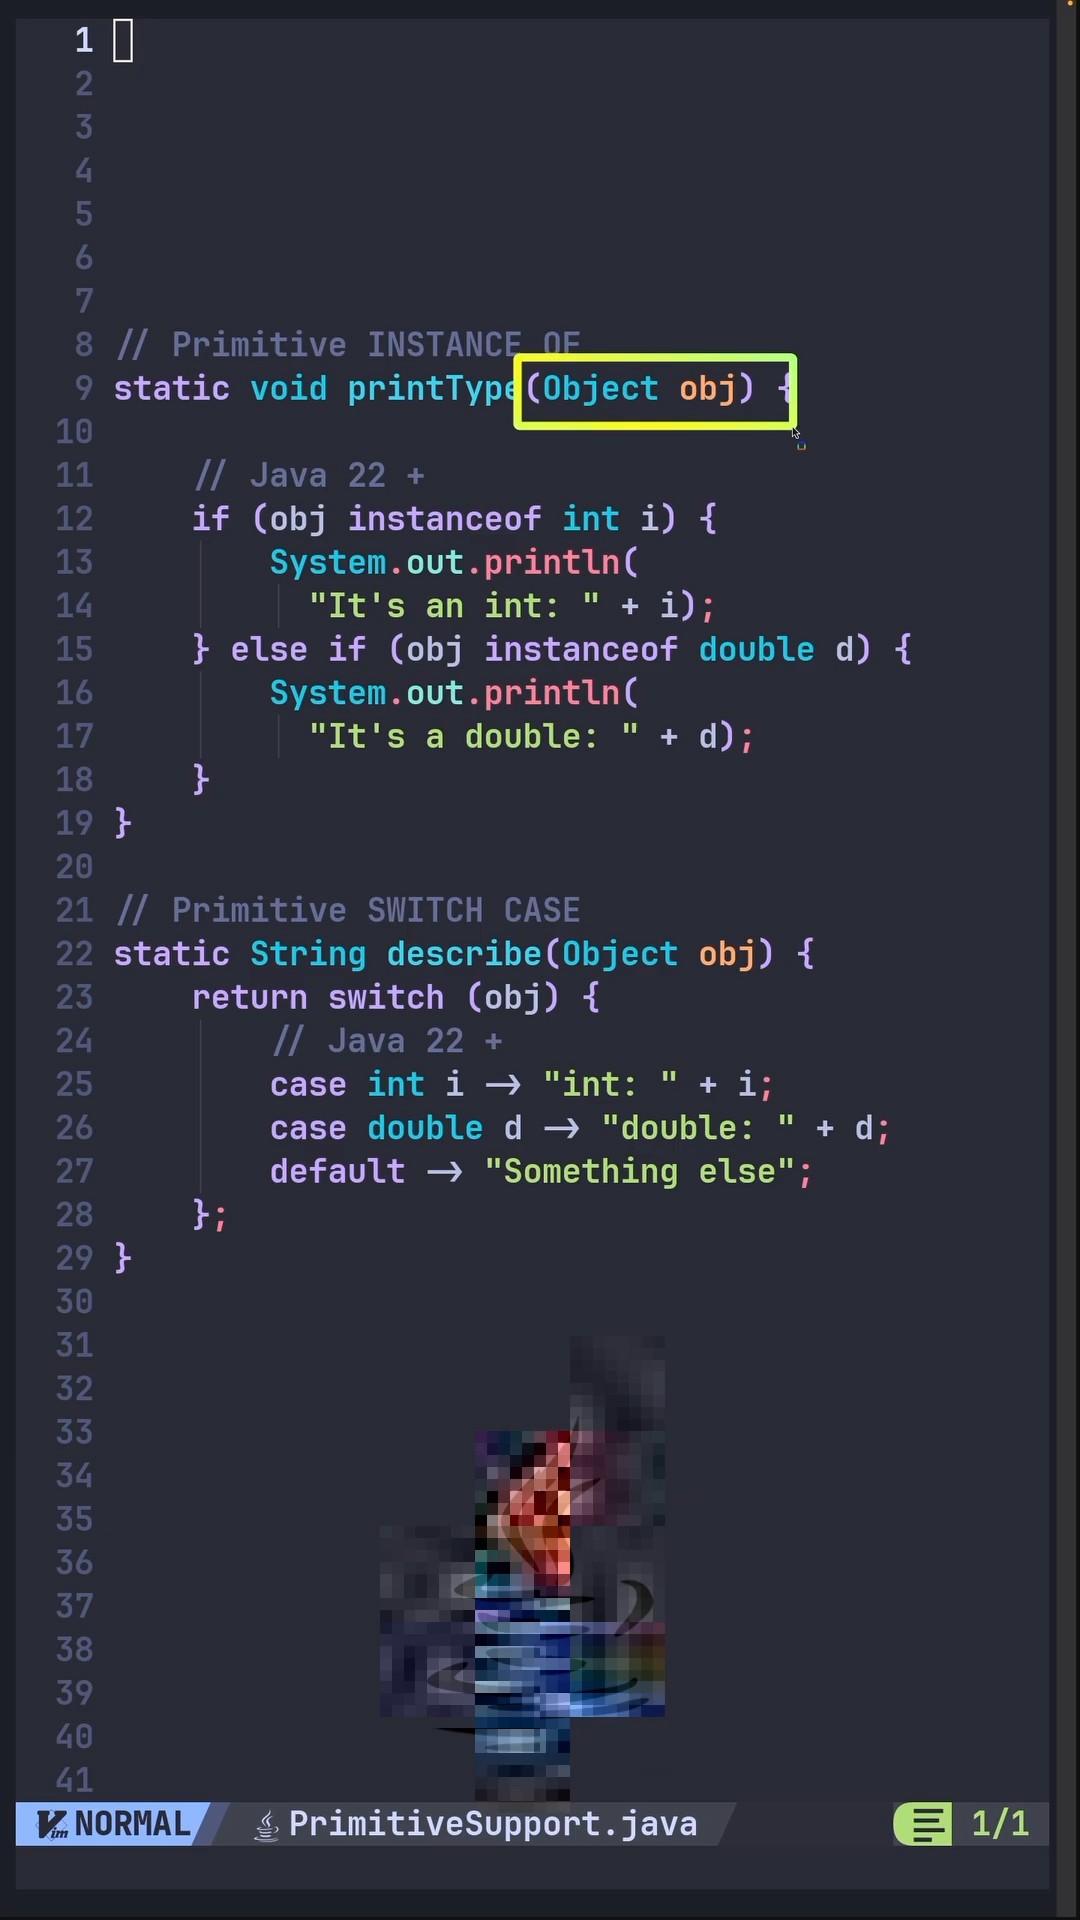 1
2
3
4
5
6
7
8 // Primitive INSTANCE OF
9 static void printType(Object obj) {
10
11 // Java 22 +
12 if (obj instanceof int i) {
13 System.out.println(
14 "It's an int: " + i);
15 } else if (obj instanceof double d) {
16 System.out.println(
17 "It's a double: " + d);
18 }
19 }
20
21 // Primitive SWITCH CASE
22 static String describe(Object obj) {
23 return switch (obj) {
24 // Java 22 +
25 case int i -> "int: " + i;
26 case double d -> "double: " + d;
27 default -> "Something else";
28 };
29 }
30
31
32
33
34
35
36
37
38
39
40
41
Vim NORMAL PrimitiveSupport.java 1/1